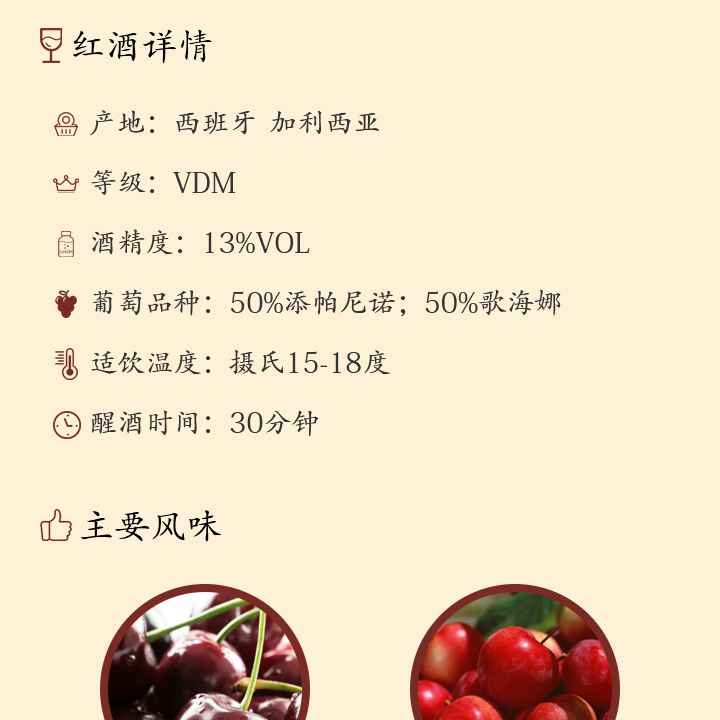 红酒详情
产地：西班牙 加利西亚
等级：VDM
酒精度：13%VOL
葡萄品种：50%添帕尼诺；50%歌海娜
适饮温度：摄氏15-18度
醒酒时间：30分钟
主要风味